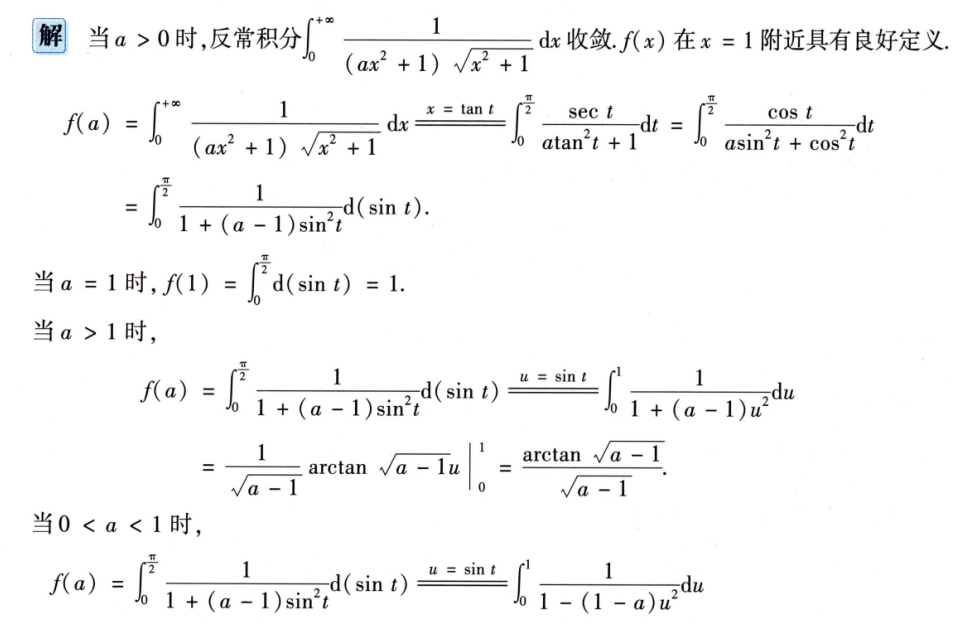 解 当 a > 0 时,反常积分∫₀^{+∞} 1/((ax² + 1)√(x² + 1)) dx 收敛. f(x) 在 x = 1 附近具有良好定义.
f(a) = ∫₀^{+∞} 1/((ax² + 1)√(x² + 1)) dx \xlongequal{x = tan t} ∫₀^{π/2} sec t/(atan²t + 1) dt = ∫₀^{π/2} cos t/(asin²t + cos²t) dt
= ∫₀^{π/2} 1/(1 + (a - 1)sin²t) d(sin t).
当 a = 1 时, f(1) = ∫₀^{π/2} d(sin t) = 1.
当 a > 1 时,
f(a) = ∫₀^{π/2} 1/(1 + (a - 1)sin²t) d(sin t) \xlongequal{u = sin t} ∫₀¹ 1/(1 + (a - 1)u²) du
= 1/√(a - 1) arctan √(a - 1)u |₀¹ = arctan √(a - 1)/√(a - 1).
当 0 < a < 1 时,
f(a) = ∫₀^{π/2} 1/(1 + (a - 1)sin²t) d(sin t) \xlongequal{u = sin t} ∫₀¹ 1/(1 - (1 - a)u²) du